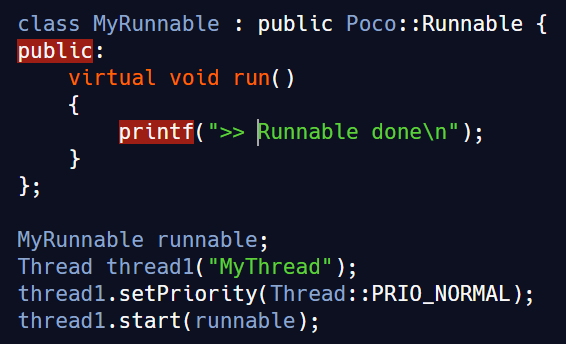 class MyRunnable : public Poco::Runnable {
public:
    virtual void run()
    {
        printf(">> Runnable done\n");
    }
};

MyRunnable runnable;
Thread thread1("MyThread");
thread1.setPriority(Thread::PRIO_NORMAL);
thread1.start(runnable);